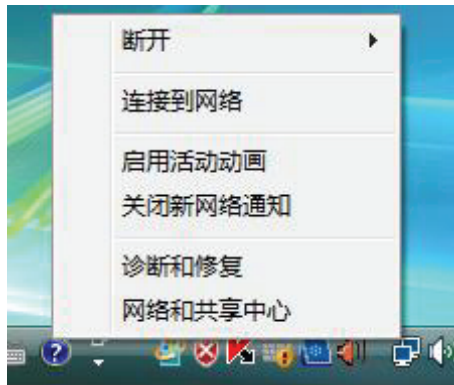 断开
连接到网络
启用活动动画
关闭新网络通知
诊断和修复
网络和共享中心